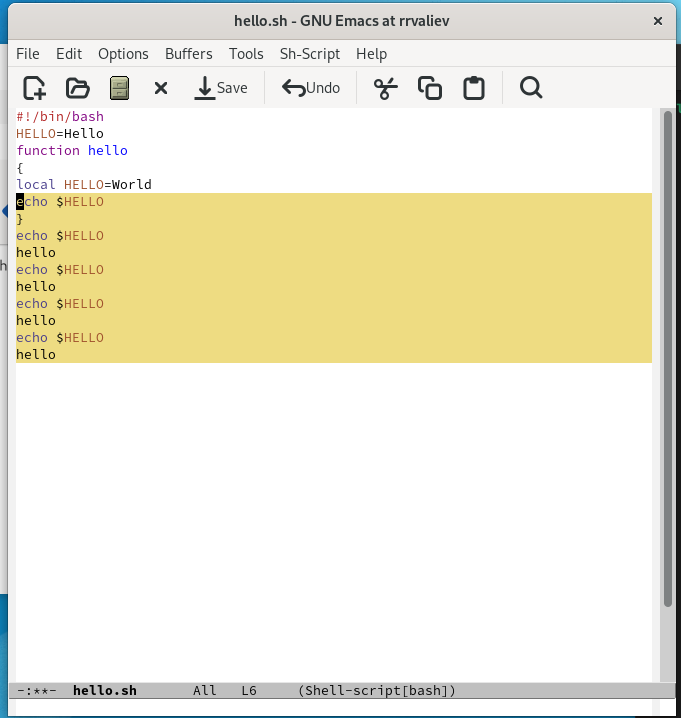 hello.sh - GNU Emacs at rrvaliev
File Edit Options Buffers Tools Sh-Script Help
Save Undo
#!/bin/bash
HELLO=Hello
function hello
{
local HELLO=World
echo $HELLO
}
echo $HELLO
hello
echo $HELLO
hello
echo $HELLO
hello
echo $HELLO
hello
-:**- hello.sh All L6 (Shell-script[bash])